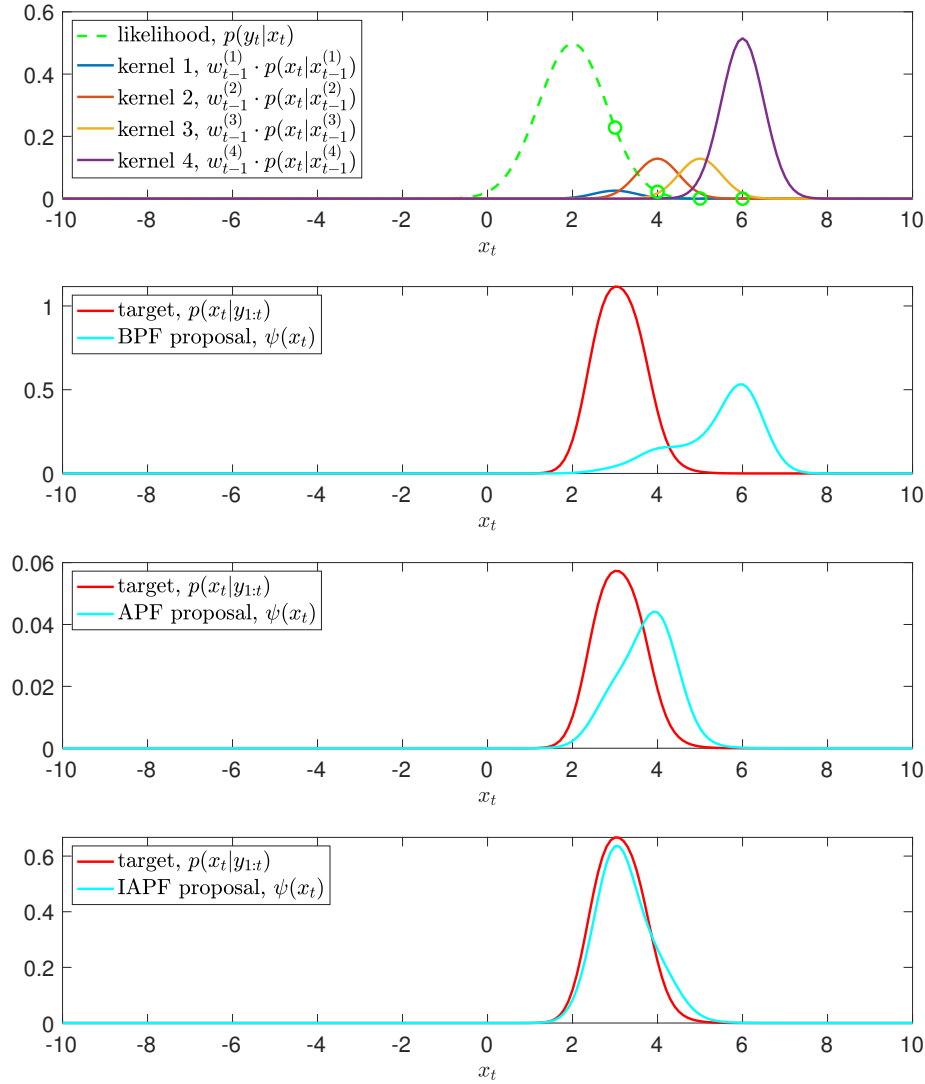 0.6
0.4
0.2
0
likelihood, p(y_t|x_t)
kernel 1, w_{t-1}^{(1)} · p(x_t|x_{t-1}^{(1)})
kernel 2, w_{t-1}^{(2)} · p(x_t|x_{t-1}^{(2)})
kernel 3, w_{t-1}^{(3)} · p(x_t|x_{t-1}^{(3)})
kernel 4, w_{t-1}^{(4)} · p(x_t|x_{t-1}^{(4)})
-10 -8 -6 -4 -2 0 2 4 6 8 10
x_t
1
0.5
0
target, p(x_t|y_{1:t})
BPF proposal, ψ(x_t)
-10 -8 -6 -4 -2 0 2 4 6 8 10
x_t
0.06
0.04
0.02
0
target, p(x_t|y_{1:t})
APF proposal, ψ(x_t)
-10 -8 -6 -4 -2 0 2 4 6 8 10
x_t
0.6
0.4
0.2
0
target, p(x_t|y_{1:t})
IAPF proposal, ψ(x_t)
-10 -8 -6 -4 -2 0 2 4 6 8 10
x_t